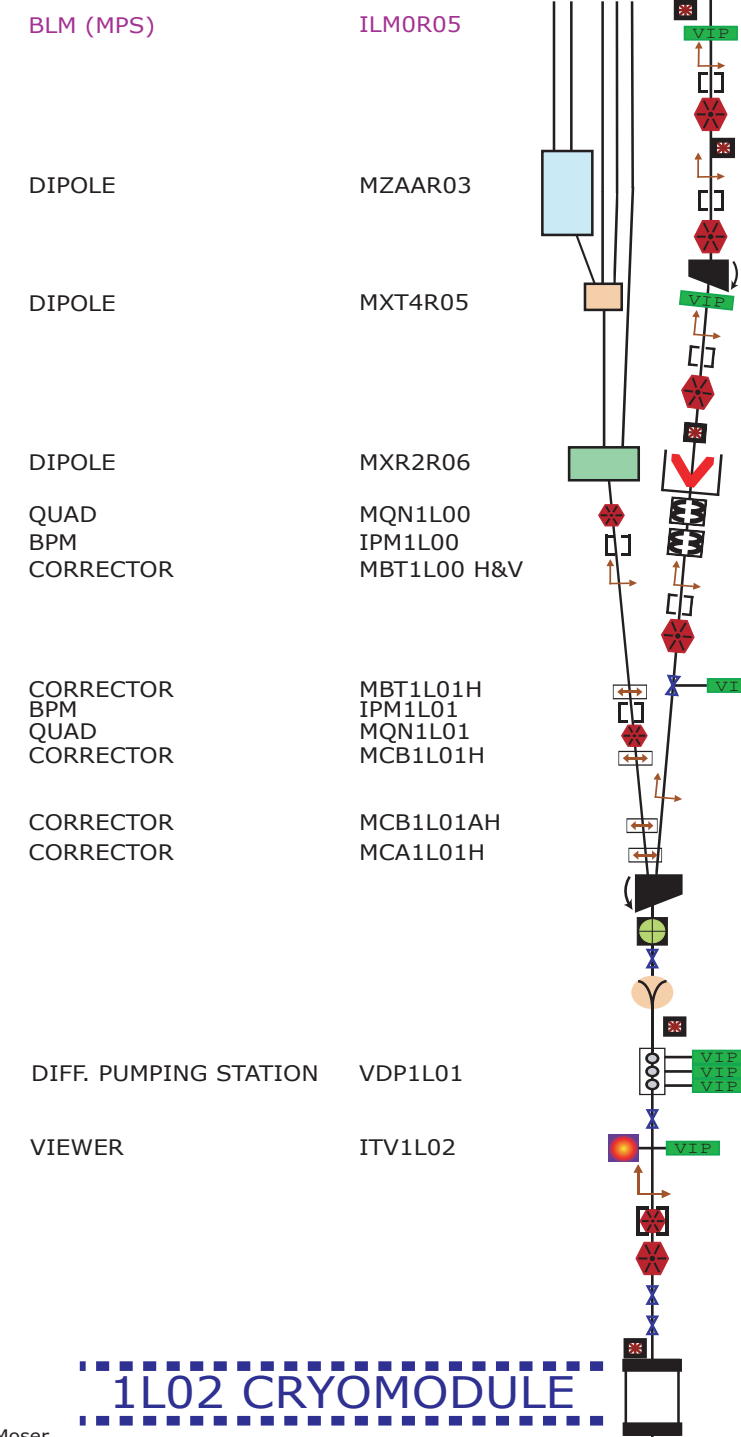 BLM (MPS) ILM0R05
VIP
DIPOLE MZAAR03
DIPOLE MXT4R05
VIP
DIPOLE MXR2R06
QUAD MQN1L00
BPM IPM1L00
CORRECTOR MBT1L00 H&V
CORRECTOR MBT1L01H
VI
BPM IPM1L01
QUAD MQN1L01
CORRECTOR MCB1L01H
CORRECTOR MCB1L01AH
CORRECTOR MCA1L01H
DIFF. PUMPING STATION VDP1L01
VIP
VIP
VIP
VIEWER ITV1L02
VIP
1L02 CRYOMODULE
Moser